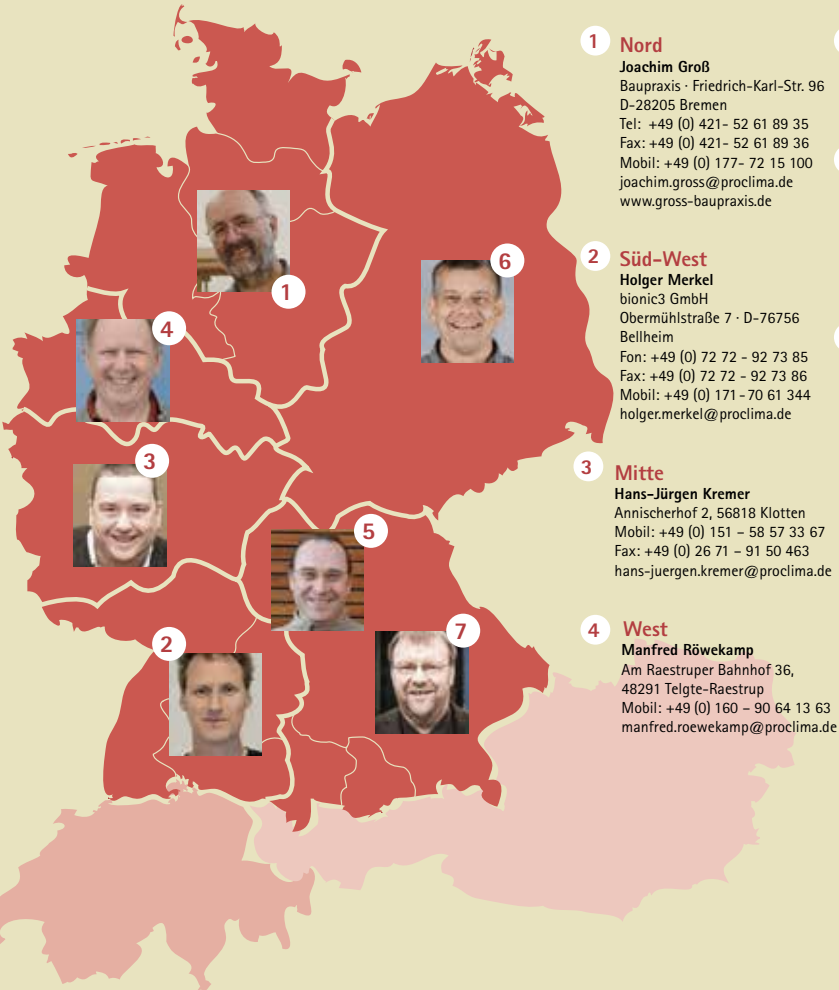 1
6
4
3
5
2
7
1 Nord
Joachim Groß
Baupraxis · Friedrich-Karl-Str. 96
D-28205 Bremen
Tel: +49 (0) 421- 52 61 89 35
Fax: +49 (0) 421- 52 61 89 36
Mobil: +49 (0) 177- 72 15 100
joachim.gross@proclima.de
www.gross-baupraxis.de
2 Süd-West
Holger Merkel
bionic3 GmbH
Obermühlstraße 7 · D-76756
Bellheim
Fon: +49 (0) 72 72 - 92 73 85
Fax: +49 (0) 72 72 - 92 73 86
Mobil: +49 (0) 171 -70 61 344
holger.merkel@proclima.de
3 Mitte
Hans-Jürgen Kremer
Annischerhof 2, 56818 Klotten
Mobil: +49 (0) 151 – 58 57 33 67
Fax: +49 (0) 26 71 – 91 50 463
hans-juergen.kremer@proclima.de
4 West
Manfred Röwekamp
Am Raestruper Bahnhof 36,
48291 Telgte-Raestrup
Mobil: +49 (0) 160 – 90 64 13 63
manfred.roewekamp@proclima.de